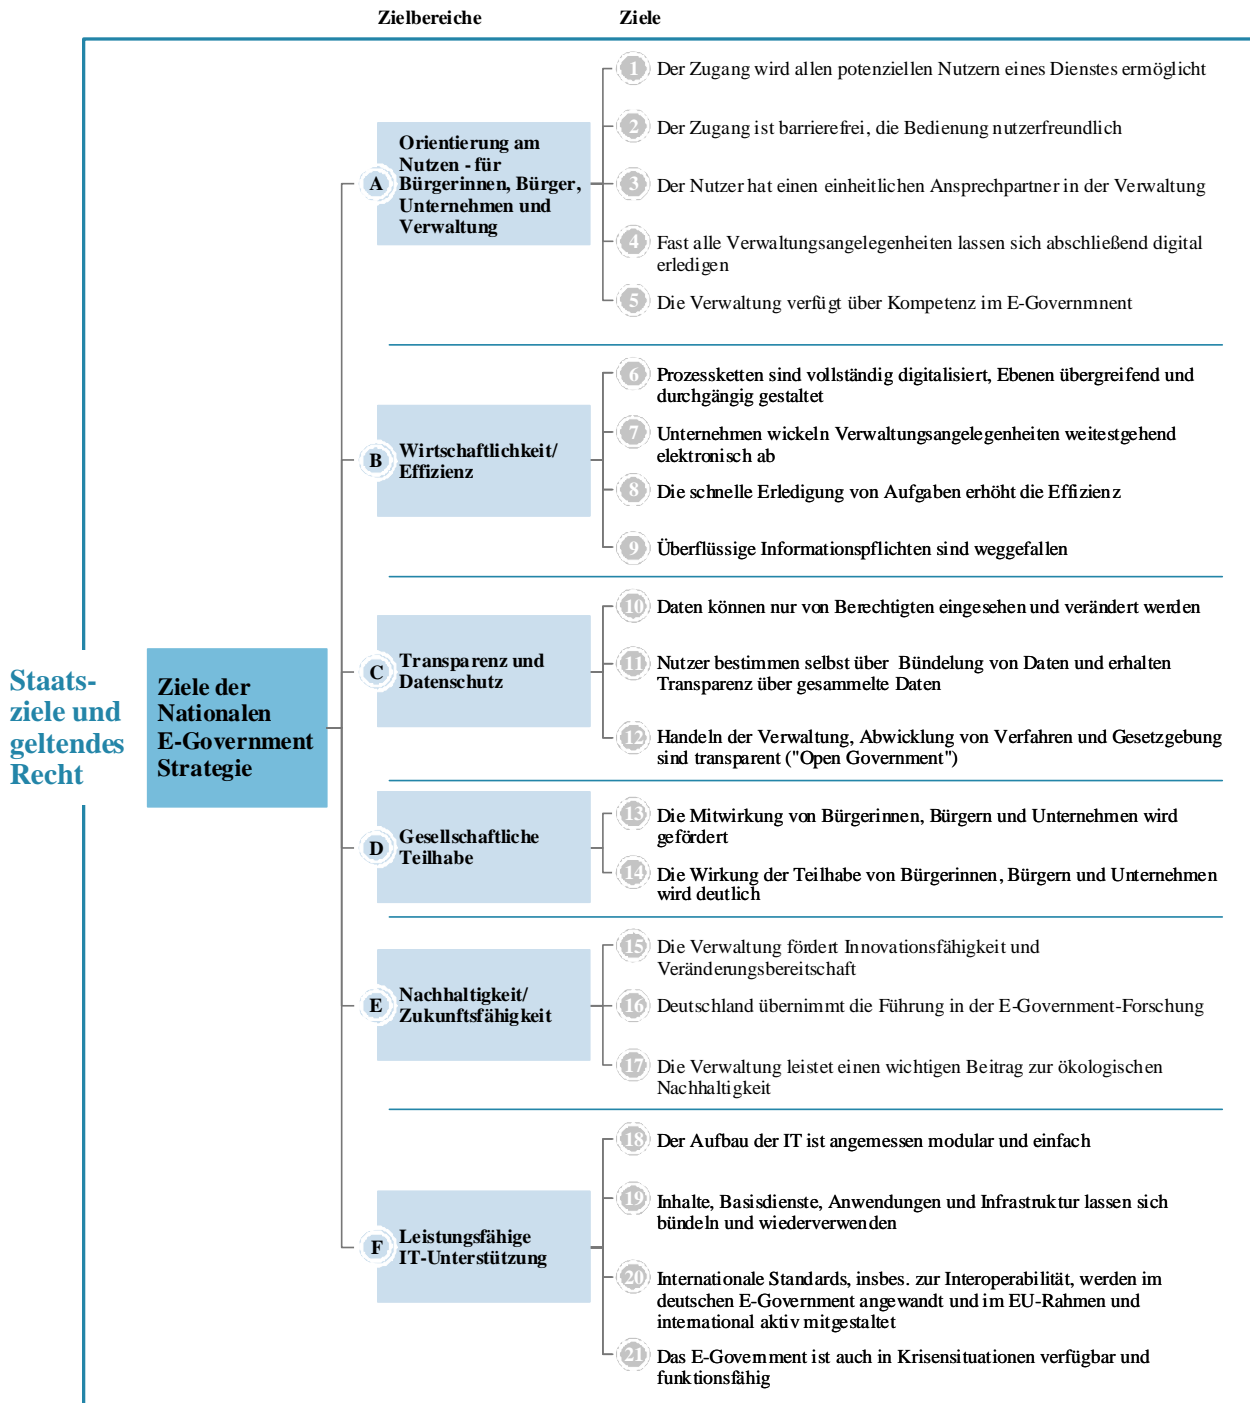 Zielbereiche
Ziele
Staats-
ziele und
geltendes
Recht
Ziele der
Nationalen
E-Government
Strategie
A
Orientierung am
Nutzen - für
Bürgerinnen, Bürger,
Unternehmen und
Verwaltung
1 Der Zugang wird allen potenziellen Nutzern eines Dienstes ermöglicht
2 Der Zugang ist barrierefrei, die Bedienung nutzerfreundlich
3 Der Nutzer hat einen einheitlichen Ansprechpartner in der Verwaltung
4 Fast alle Verwaltungsangelegenheiten lassen sich abschließend digital
erledigen
5 Die Verwaltung verfügt über Kompetenz im E-Governmnent
B
Wirtschaftlichkeit/
Effizienz
6 Prozessketten sind vollständig digitalisiert, Ebenen übergreifend und
durchgängig gestaltet
7 Unternehmen wickeln Verwaltungsangelegenheiten weitestgehend
elektronisch ab
8 Die schnelle Erledigung von Aufgaben erhöht die Effizienz
9 Überflüssige Informationspflichten sind weggefallen
C
Transparenz und
Datenschutz
10 Daten können nur von Berechtigten eingesehen und verändert werden
11 Nutzer bestimmen selbst über Bündelung von Daten und erhalten
Transparenz über gesammelte Daten
12 Handeln der Verwaltung, Abwicklung von Verfahren und Gesetzgebung
sind transparent ("Open Government")
D
Gesellschaftliche
Teilhabe
13 Die Mitwirkung von Bürgerinnen, Bürgern und Unternehmen wird
gefördert
14 Die Wirkung der Teilhabe von Bürgerinnen, Bürgern und Unternehmen
wird deutlich
E
Nachhaltigkeit/
Zukunftsfähigkeit
15 Die Verwaltung fördert Innovationsfähigkeit und
Veränderungsbereitschaft
16 Deutschland übernimmt die Führung in der E-Government-Forschung
17 Die Verwaltung leistet einen wichtigen Beitrag zur ökologischen
Nachhaltigkeit
F
Leistungsfähige
IT-Unterstützung
18 Der Aufbau der IT ist angemessen modular und einfach
19 Inhalte, Basisdienste, Anwendungen und Infrastruktur lassen sich
bündeln und wiederverwenden
20 Internationale Standards, insbes. zur Interoperabilität, werden im
deutschen E-Government angewandt und im EU-Rahmen und
international aktiv mitgestaltet
21 Das E-Government ist auch in Krisensituationen verfügbar und
funktionsfähig